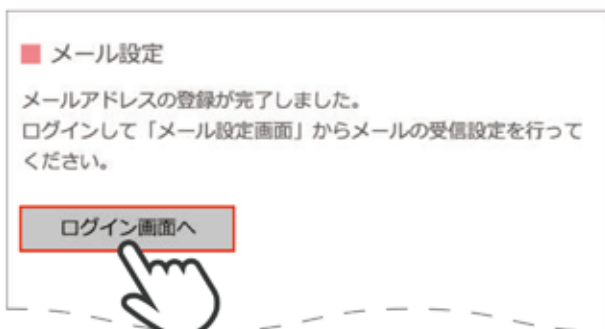 メール設定
メールアドレスの登録が完了しました。
ログインして「メール設定画面」からメールの受信設定を行って
ください。
ログイン画面へ